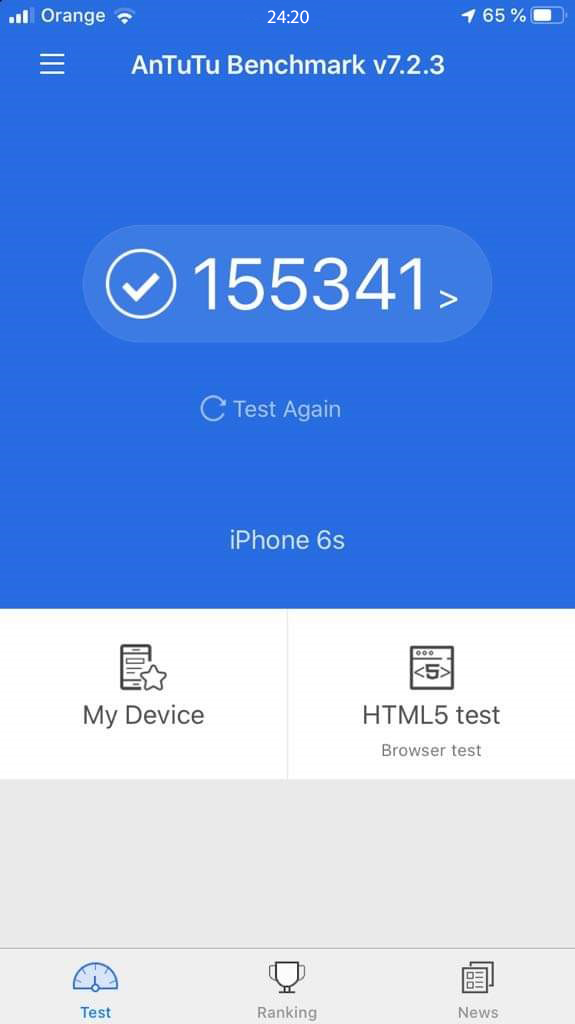 Orange 24:20 65 %
AnTuTu Benchmark v7.2.3
155341 >
Test Again
iPhone 6s
My Device
<5>
HTML5 test
Browser test
Test Ranking News